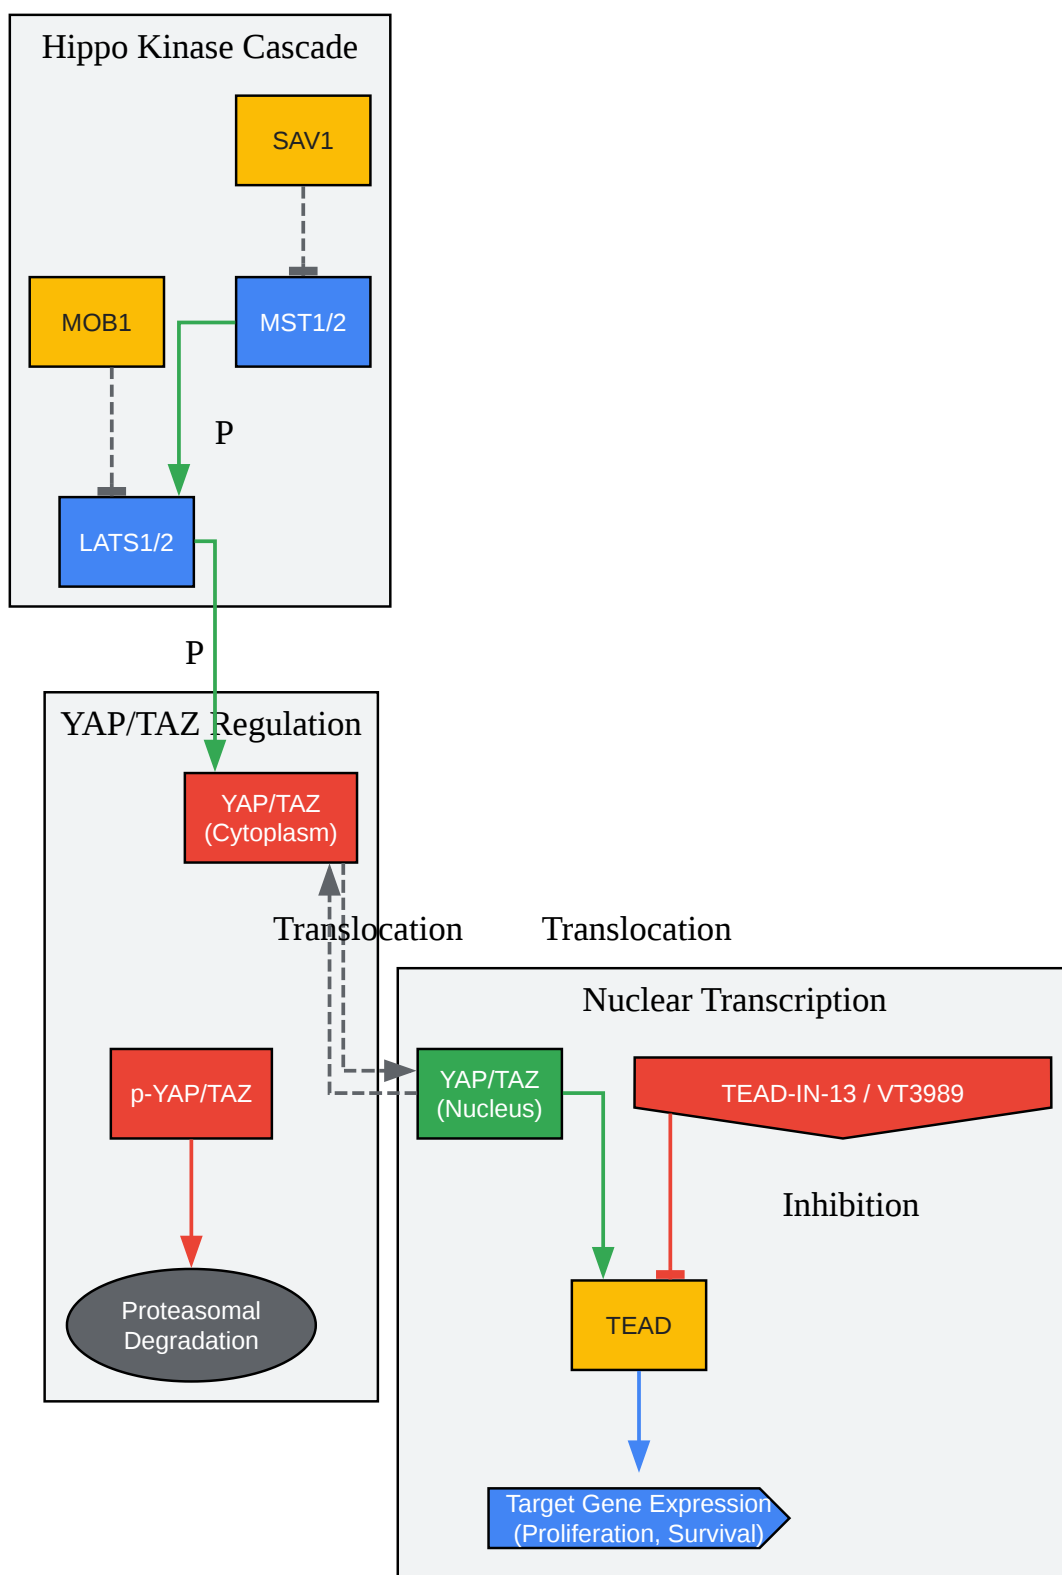 Hippo Kinase Cascade
SAV1
MOB1
MST1/2
P
LATS1/2
P
YAP/TAZ Regulation
YAP/TAZ
(Cytoplasm)
Translocation
Translocation
Nuclear Transcription
p-YAP/TAZ
YAP/TAZ
(Nucleus)
TEAD-IN-13 / VT3989
Inhibition
Proteasomal
Degradation
TEAD
Target Gene Expression
(Proliferation, Survival)